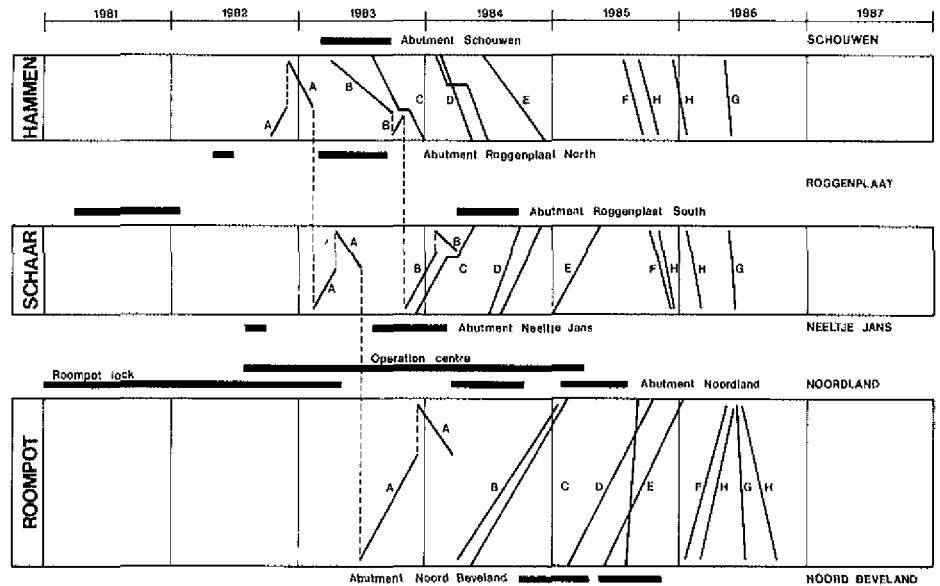 1981 1982 1983 1984 1985 1986 1987
Abutment Schouwen SCHOUWEN
HAMMEN
A A B B C D E F H H G
Abutment Roggenplaat North
ROGGENPLAAT
Abutment Roggenplaat South
SCHAAR
A A B B C D E F H H G
Abutment Neeltje Jans NEELTJE JANS
Operation centre
Roompot lock Abutment Noordland NOORDLAND
ROOMPOT
A A B C D E F H G H
Abutment Noord Beveland NOORD BEVELAND